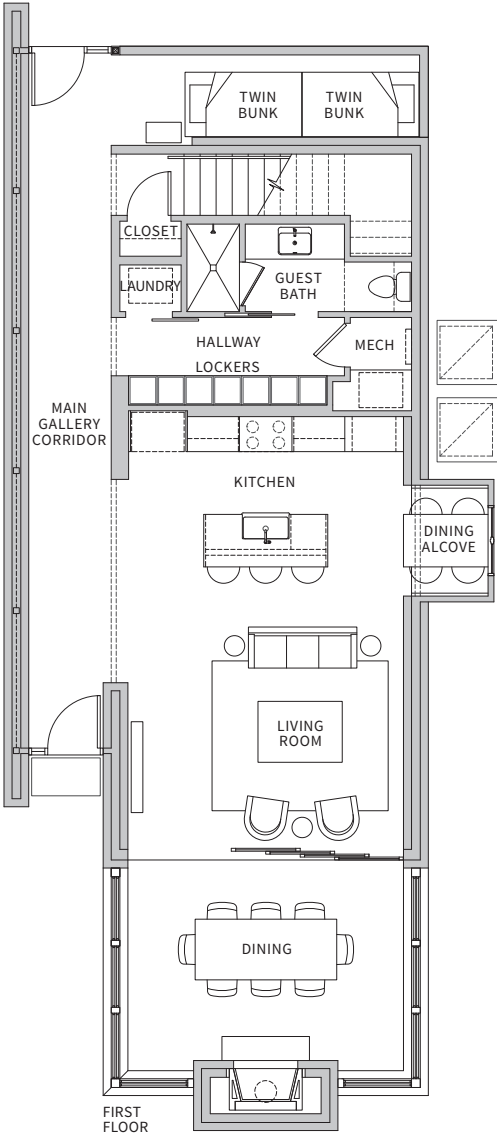 TWIN
BUNK
TWIN
BUNK
CLOSET
LAUNDRY
GUEST
BATH
HALLWAY
LOCKERS
MECH
MAIN
GALLERY
CORRIDOR
KITCHEN
DINING
ALCOVE
LIVING
ROOM
DINING
FIRST
FLOOR